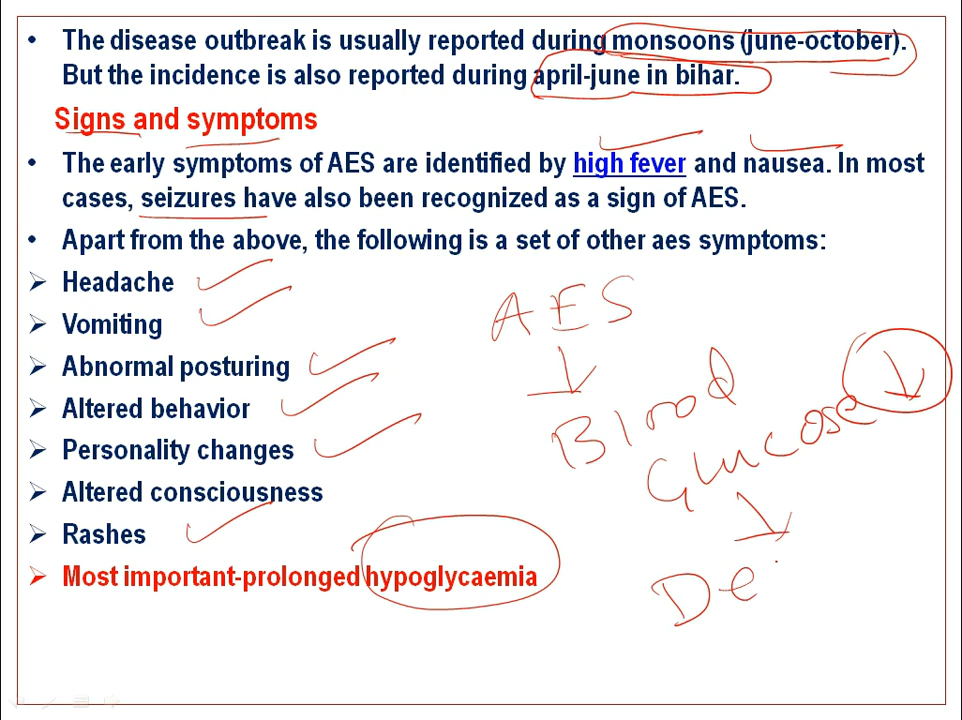 • The disease outbreak is usually reported during monsoons (june-october).
But the incidence is also reported during april-june in bihar.
Signs and symptoms
• The early symptoms of AES are identified by high fever and nausea. In most
cases, seizures have also been recognized as a sign of AES.
• Apart from the above, the following is a set of other aes symptoms:
➢ Headache
➢ Vomiting
➢ Abnormal posturing
➢ Altered behavior
➢ Personality changes
➢ Altered consciousness
➢ Rashes
➢ Most important-prolonged hypoglycaemia
AES
↓
Blood
Glucose ↓
↓
De